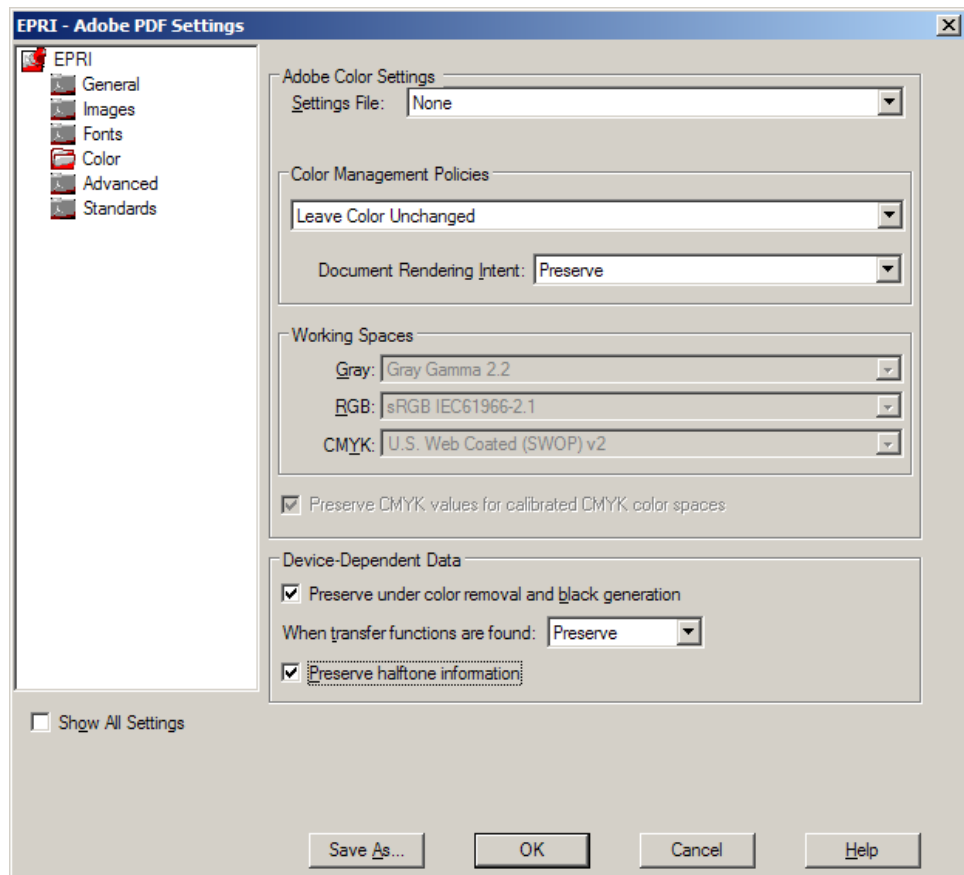 EPRI - Adobe PDF Settings
EPRI
General
Images
Fonts
Color
Advanced
Standards
Show All Settings
Adobe Color Settings
Settings File: None
Color Management Policies
Leave Color Unchanged
Document Rendering Intent: Preserve
Working Spaces
Gray: Gray Gamma 2.2
RGB: sRGB IEC61966-2.1
CMYK: U.S. Web Coated (SWOP) v2
Preserve CMYK values for calibrated CMYK color spaces
Device-Dependent Data
Preserve under color removal and black generation
When transfer functions are found: Preserve
Preserve halftone information
Save As... OK Cancel Help